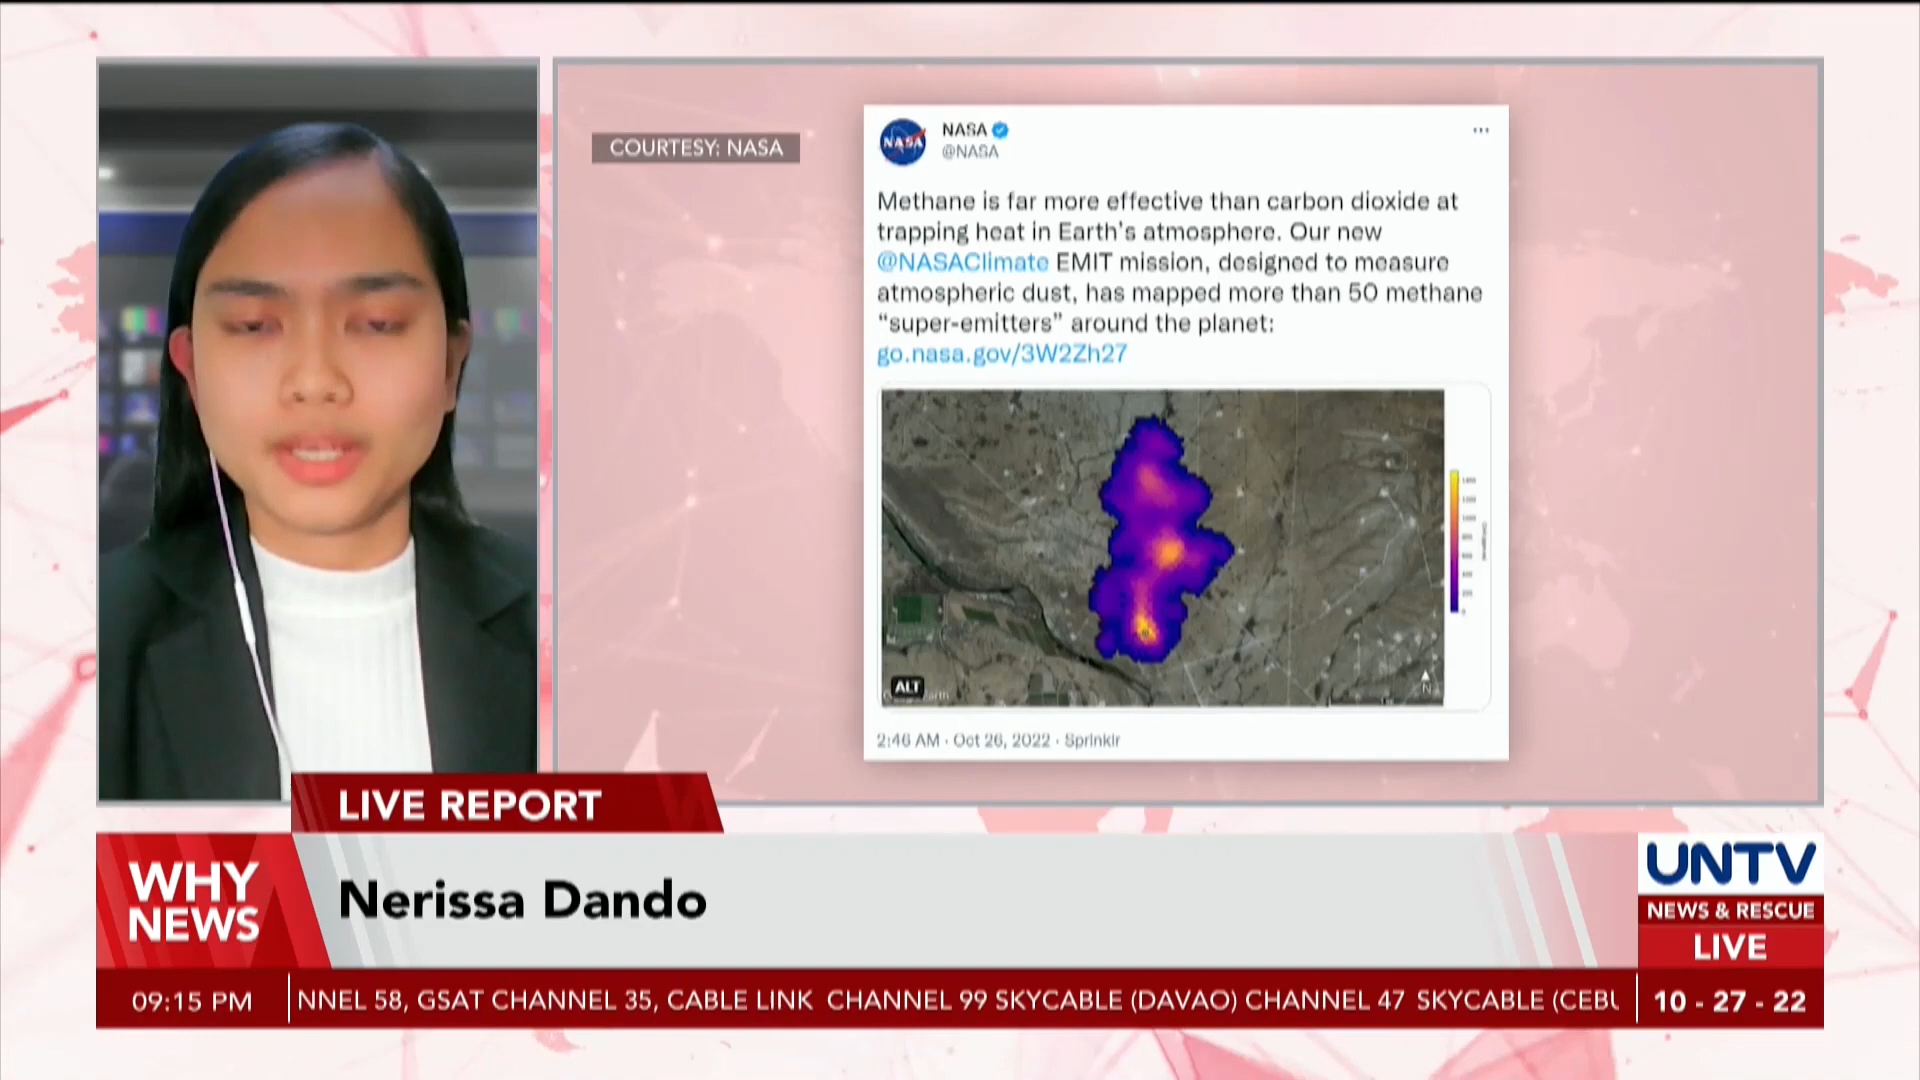 COURTESY: NASA
NASA
NASA
@NASA
Methane is far more effective than carbon dioxide at
trapping heat in Earth's atmosphere. Our new
@NASAClimate EMIT mission, designed to measure
atmospheric dust, has mapped more than 50 methane
“super-emitters” around the planet:
go.nasa.gov/3W2Zh27
ALT
N
2:46 AM · Oct 26, 2022 · Sprinklr
LIVE REPORT
WHY
NEWS
Nerissa Dando
UNTV
NEWS & RESCUE
LIVE
09:15 PM
NNEL 58, GSAT CHANNEL 35, CABLE LINK CHANNEL 99 SKYCABLE (DAVAO) CHANNEL 47 SKYCABLE (CEBU
10 - 27 - 22